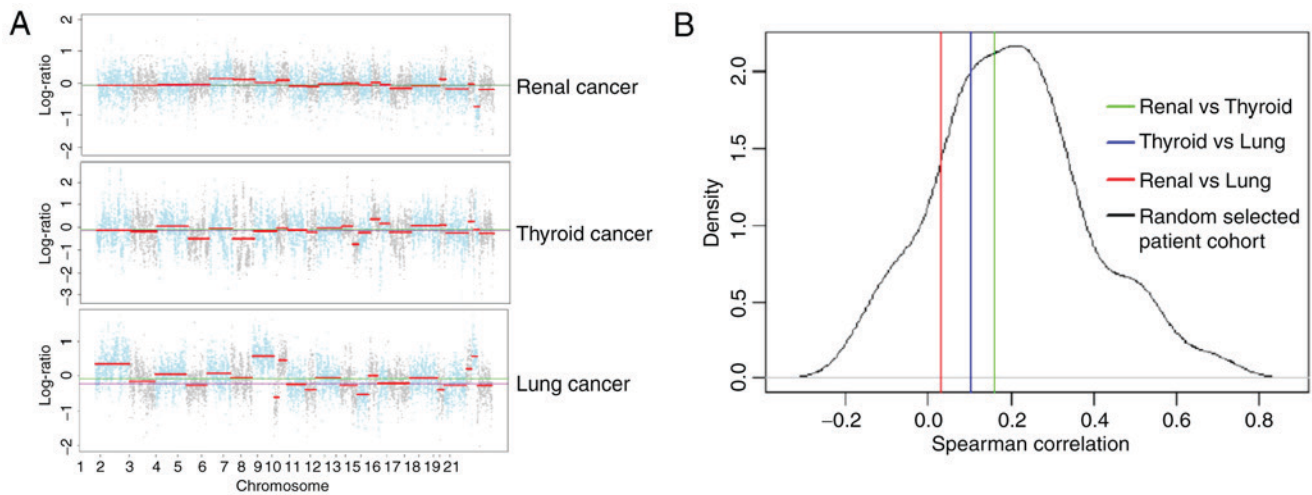 A
Log-ratio
2
1
0
−1
−2
Renal cancer
Log-ratio
2
1
0
−1
−2
−3
Thyroid cancer
Log-ratio
1
0
−1
−2
Lung cancer
1 2 3 4 5 6 7 8 9 10 11 12 13 14 15 16 17 18 19 21
Chromosome
B
Density
2.0
1.5
1.0
0.5
0.0
Renal vs Thyroid
Thyroid vs Lung
Renal vs Lung
Random selected
patient cohort
−0.2 0.0 0.2 0.4 0.6 0.8
Spearman correlation